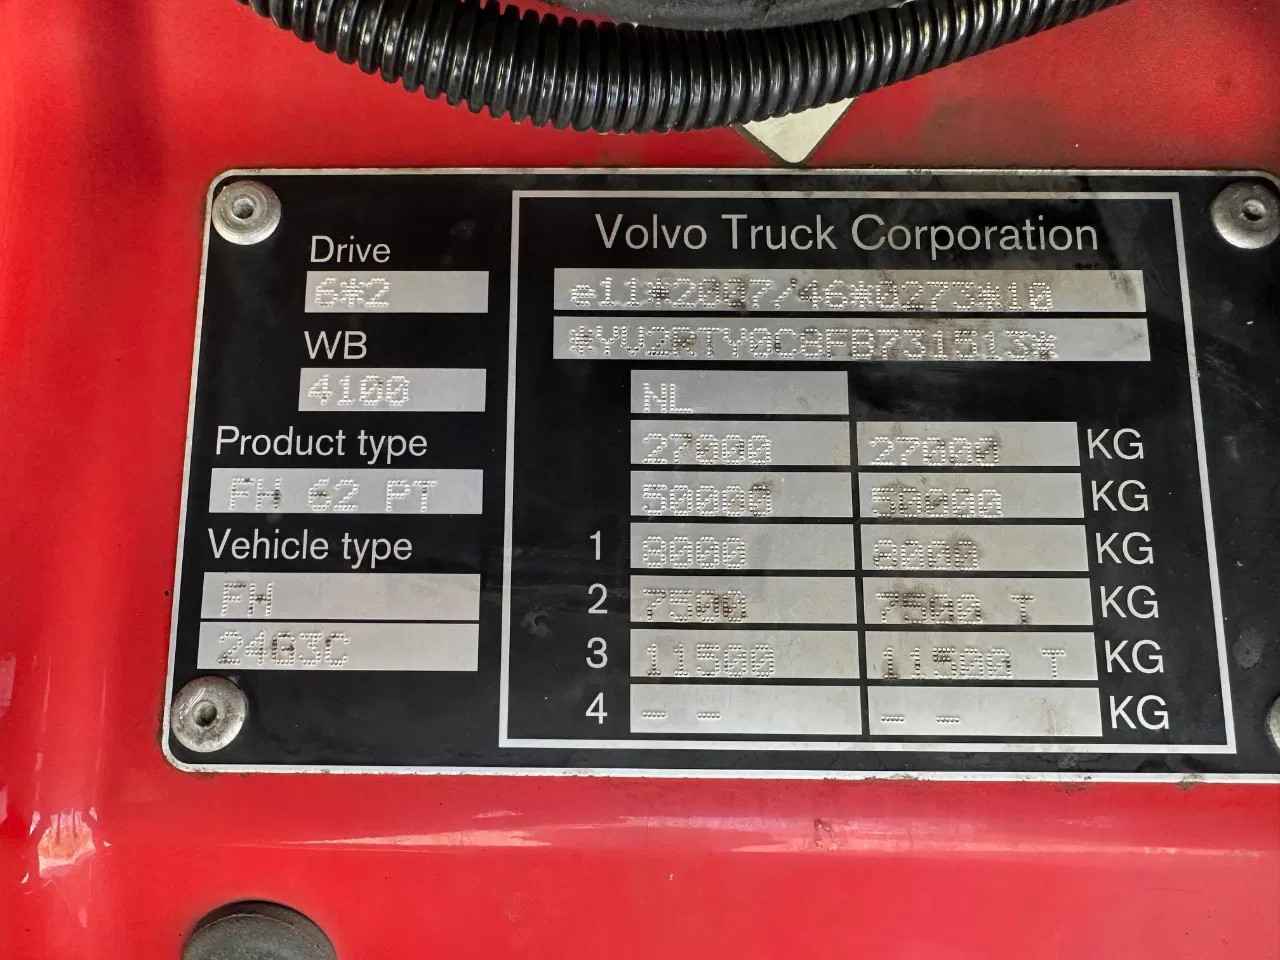 Volvo Truck Corporation
Drive
6*2
WB
4100
Product type
FH 62 PT
Vehicle type
FH
24G3C
e11*2007/46*0273*10
*YV2RTY0C8FB731513*
NL
27000 27000 KG
50000 50000 KG
1 8000 8000 KG
2 7500 7500 T KG
3 11500 11500 T KG
4 -- -- KG